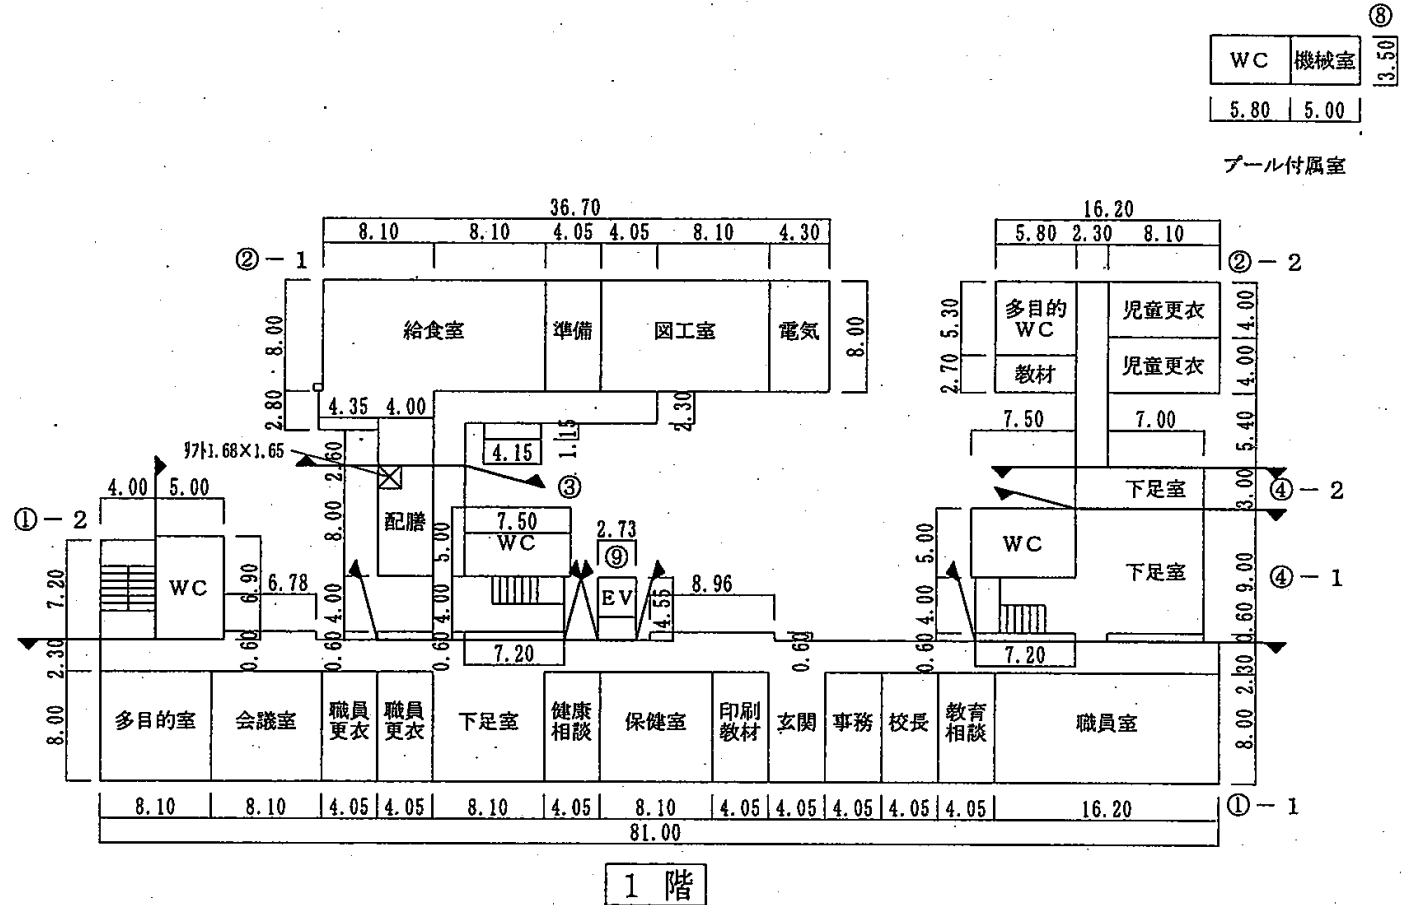 ⑧
WC 機械室 3.50
5.80 5.00
プール付属室
36.70
8.10 8.10 4.05 4.05 8.10 4.30
16.20
5.80 2.30 8.10
②－1
②－2
8.00
給食室 準備 図工室 電気
8.00
5.30
多目的
WC
児童更衣
4.00
2.70
教材
児童更衣
4.00
2.80
4.35 4.00
2.30
7.50 7.00
5.40
1.15
4.15
ﾘﾌﾄ1.68×1.65
2.60
③
4.00 5.00
下足室
3.00
④－2
①－2
8.00
配膳
5.00
7.50
WC
2.73
⑨
5.00
WC
下足室
9.00
④－1
7.20
WC
6.90
6.78
4.00
4.00
EV
4.55
8.96
4.00
0.60
0.60
0.60
7.20
0.60
0.60
7.20
0.60
2.30
2.30
8.00
多目的室
会議室
職員
更衣
職員
更衣
下足室
健康
相談
保健室
印刷
教材
玄関
事務
校長
教育
相談
職員室
8.00
8.10 8.10 4.05 4.05 8.10 4.05 8.10 4.05 4.05 4.05 4.05 4.05 16.20
①－1
81.00
1 階